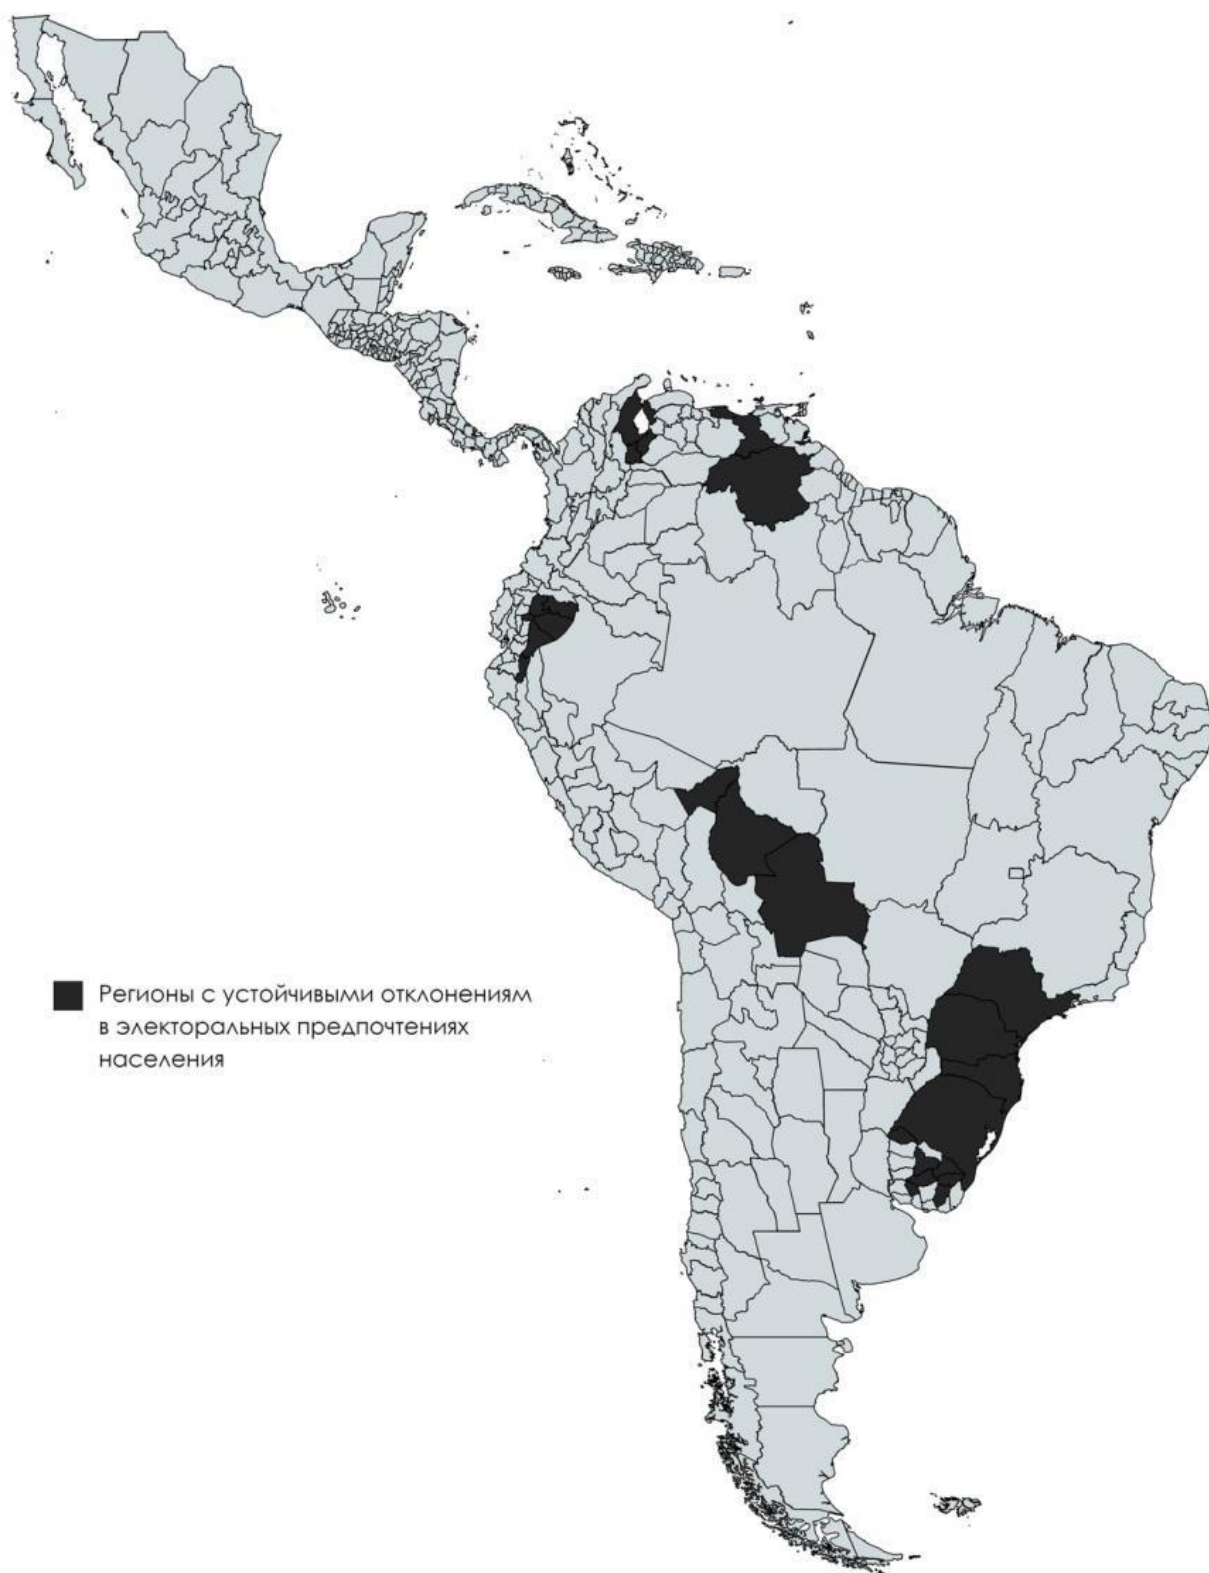 Регионы с устойчивыми отклонениям
в электоральных предпочтениях
населения